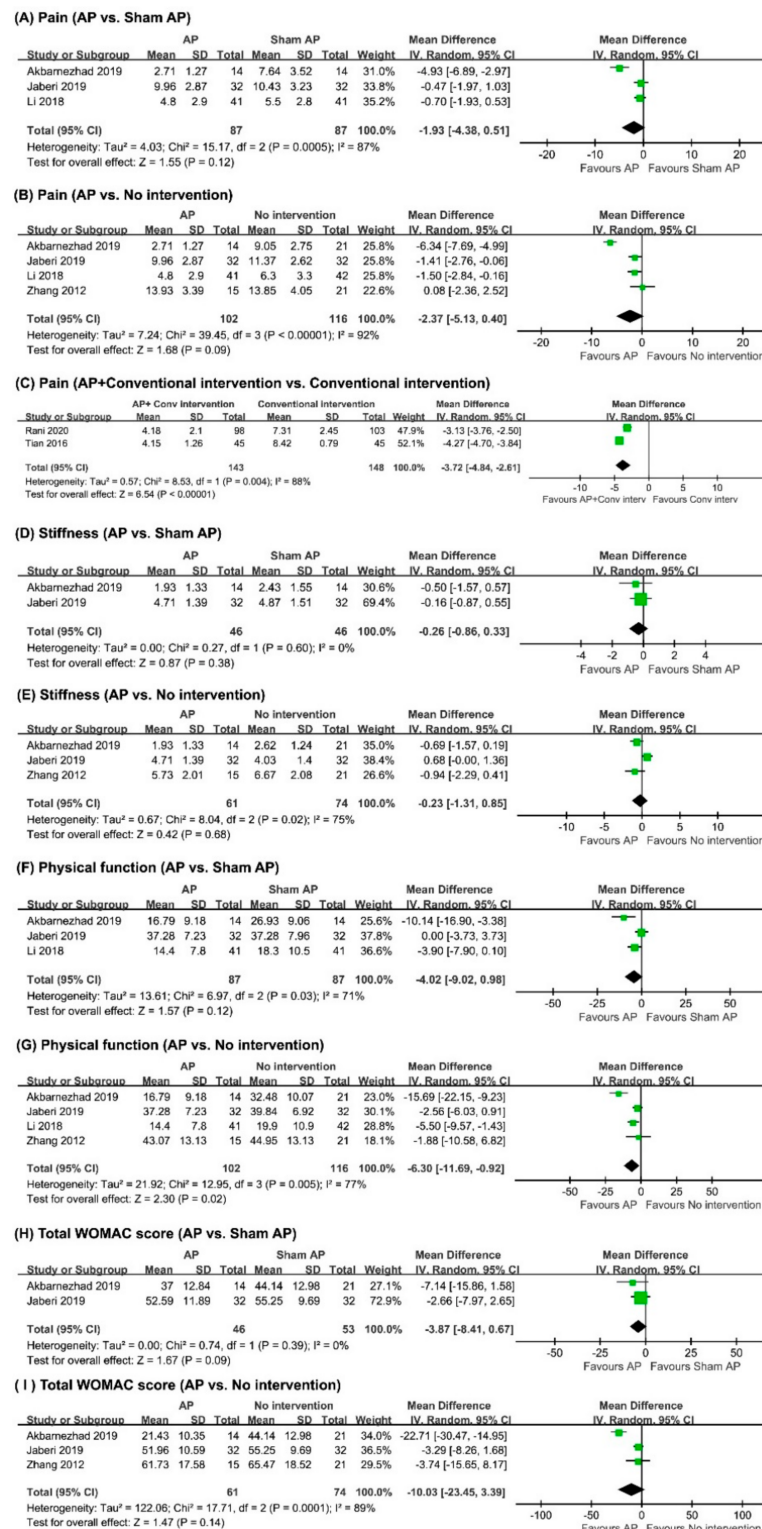 (A) Pain (AP vs. Sham AP)
AP Sham AP Mean Difference Mean Difference
Study or Subgroup Mean SD Total Mean SD Total Weight IV. Random. 95% CI IV. Random. 95% CI
Akbarnezhad 2019 2.71 1.27 14 7.64 3.52 14 31.0% -4.93 [-6.89, -2.97]
Jaberi 2019 9.96 2.87 32 10.43 3.23 32 33.8% -0.47 [-1.97, 1.03]
Li 2018 4.8 2.9 41 5.5 2.8 41 35.2% -0.70 [-1.93, 0.53]
Total (95% CI) 87 87 100.0% -1.93 [-4.38, 0.51]
Heterogeneity: Tau² = 4.03; Chi² = 15.17, df = 2 (P = 0.0005); I² = 87%
Test for overall effect: Z = 1.55 (P = 0.12)
-20 -10 0 10 20
Favours AP Favours Sham AP
(B) Pain (AP vs. No intervention)
AP No intervention Mean Difference Mean Difference
Study or Subgroup Mean SD Total Mean SD Total Weight IV. Random. 95% CI IV. Random. 95% CI
Akbarnezhad 2019 2.71 1.27 14 9.05 2.75 21 25.8% -6.34 [-7.69, -4.99]
Jaberi 2019 9.96 2.87 32 11.37 2.62 32 25.8% -1.41 [-2.76, -0.06]
Li 2018 4.8 2.9 41 6.3 3.3 42 25.8% -1.50 [-2.84, -0.16]
Zhang 2012 13.93 3.39 15 13.85 4.05 21 22.6% 0.08 [-2.36, 2.52]
Total (95% CI) 102 116 100.0% -2.37 [-5.13, 0.40]
Heterogeneity: Tau² = 7.24; Chi² = 39.45, df = 3 (P < 0.00001); I² = 92%
Test for overall effect: Z = 1.68 (P = 0.09)
-20 -10 0 10 20
Favours AP Favours No intervention
(C) Pain (AP+Conventional intervention vs. Conventional intervention)
AP+ Conv Intervention Conventional intervention Mean Difference Mean Difference
Study or Subgroup Mean SD Total Mean SD Total Weight IV. Random. 95% CI IV. Random. 95% CI
Rani 2020 4.18 2.1 98 7.31 2.45 103 47.9% -3.13 [-3.76, -2.50]
Tian 2016 4.15 1.26 45 8.42 0.79 45 52.1% -4.27 [-4.70, -3.84]
Total (95% CI) 143 148 100.0% -3.72 [-4.84, -2.61]
Heterogeneity: Tau² = 0.57; Chi² = 8.53, df = 1 (P = 0.004); I² = 88%
Test for overall effect: Z = 6.54 (P < 0.00001)
-10 -5 0 5 10
Favours AP+Conv interv Favours Conv interv
(D) Stiffness (AP vs. Sham AP)
AP Sham AP Mean Difference Mean Difference
Study or Subgroup Mean SD Total Mean SD Total Weight IV. Random. 95% CI IV. Random. 95% CI
Akbarnezhad 2019 1.93 1.33 14 2.43 1.55 14 30.6% -0.50 [-1.57, 0.57]
Jaberi 2019 4.71 1.39 32 4.87 1.51 32 69.4% -0.16 [-0.87, 0.55]
Total (95% CI) 46 46 100.0% -0.26 [-0.86, 0.33]
Heterogeneity: Tau² = 0.00; Chi² = 0.27, df = 1 (P = 0.60); I² = 0%
Test for overall effect: Z = 0.87 (P = 0.38)
-4 -2 0 2 4
Favours AP Favours Sham AP
(E) Stiffness (AP vs. No intervention)
AP No intervention Mean Difference Mean Difference
Study or Subgroup Mean SD Total Mean SD Total Weight IV. Random. 95% CI IV. Random. 95% CI
Akbarnezhad 2019 1.93 1.33 14 2.62 1.24 21 35.0% -0.69 [-1.57, 0.19]
Jaberi 2019 4.71 1.39 32 4.03 1.4 32 38.4% 0.68 [-0.00, 1.36]
Zhang 2012 5.73 2.01 15 6.67 2.08 21 26.6% -0.94 [-2.29, 0.41]
Total (95% CI) 61 74 100.0% -0.23 [-1.31, 0.85]
Heterogeneity: Tau² = 0.67; Chi² = 8.04, df = 2 (P = 0.02); I² = 75%
Test for overall effect: Z = 0.42 (P = 0.68)
-10 -5 0 5 10
Favours AP Favours No intervention
(F) Physical function (AP vs. Sham AP)
AP Sham AP Mean Difference Mean Difference
Study or Subgroup Mean SD Total Mean SD Total Weight IV. Random. 95% CI IV. Random. 95% CI
Akbarnezhad 2019 16.79 9.18 14 26.93 9.06 14 25.6% -10.14 [-16.90, -3.38]
Jaberi 2019 37.28 7.23 32 37.28 7.96 32 37.8% 0.00 [-3.73, 3.73]
Li 2018 14.4 7.8 41 18.3 10.5 41 36.6% -3.90 [-7.90, 0.10]
Total (95% CI) 87 87 100.0% -4.02 [-9.02, 0.98]
Heterogeneity: Tau² = 13.61; Chi² = 6.97, df = 2 (P = 0.03); I² = 71%
Test for overall effect: Z = 1.57 (P = 0.12)
-50 -25 0 25 50
Favours AP Favours Sham AP
(G) Physical function (AP vs. No intervention)
AP No intervention Mean Difference Mean Difference
Study or Subgroup Mean SD Total Mean SD Total Weight IV. Random. 95% CI IV. Random. 95% CI
Akbarnezhad 2019 16.79 9.18 14 32.48 10.07 21 23.0% -15.69 [-22.15, -9.23]
Jaberi 2019 37.28 7.23 32 39.84 6.92 32 30.1% -2.56 [-6.03, 0.91]
Li 2018 14.4 7.8 41 19.9 10.9 42 28.8% -5.50 [-9.57, -1.43]
Zhang 2012 43.07 13.13 15 44.95 13.13 21 18.1% -1.88 [-10.58, 6.82]
Total (95% CI) 102 116 100.0% -6.30 [-11.69, -0.92]
Heterogeneity: Tau² = 21.92; Chi² = 12.95, df = 3 (P = 0.005); I² = 77%
Test for overall effect: Z = 2.30 (P = 0.02)
-50 -25 0 25 50
Favours AP Favours No intervention
(H) Total WOMAC score (AP vs. Sham AP)
AP Sham AP Mean Difference Mean Difference
Study or Subgroup Mean SD Total Mean SD Total Weight IV. Random. 95% CI IV. Random. 95% CI
Akbarnezhad 2019 37 12.84 14 44.14 12.98 21 27.1% -7.14 [-15.86, 1.58]
Jaberi 2019 52.59 11.89 32 55.25 9.69 32 72.9% -2.66 [-7.97, 2.65]
Total (95% CI) 46 53 100.0% -3.87 [-8.41, 0.67]
Heterogeneity: Tau² = 0.00; Chi² = 0.74, df = 1 (P = 0.39); I² = 0%
Test for overall effect: Z = 1.67 (P = 0.09)
-50 -25 0 25 50
Favours AP Favours Sham AP
( I ) Total WOMAC score (AP vs. No intervention)
AP No intervention Mean Difference Mean Difference
Study or Subgroup Mean SD Total Mean SD Total Weight IV. Random. 95% CI IV. Random. 95% CI
Akbarnezhad 2019 21.43 10.35 14 44.14 12.98 21 34.0% -22.71 [-30.47, -14.95]
Jaberi 2019 51.96 10.59 32 55.25 9.69 32 36.5% -3.29 [-8.26, 1.68]
Zhang 2012 61.73 17.58 15 65.47 18.52 21 29.5% -3.74 [-15.65, 8.17]
Total (95% CI) 61 74 100.0% -10.03 [-23.45, 3.39]
Heterogeneity: Tau² = 122.06; Chi² = 17.71, df = 2 (P = 0.0001); I² = 89%
Test for overall effect: Z = 1.47 (P = 0.14)
-100 -50 0 50 100
Favours AP Favours No intervention